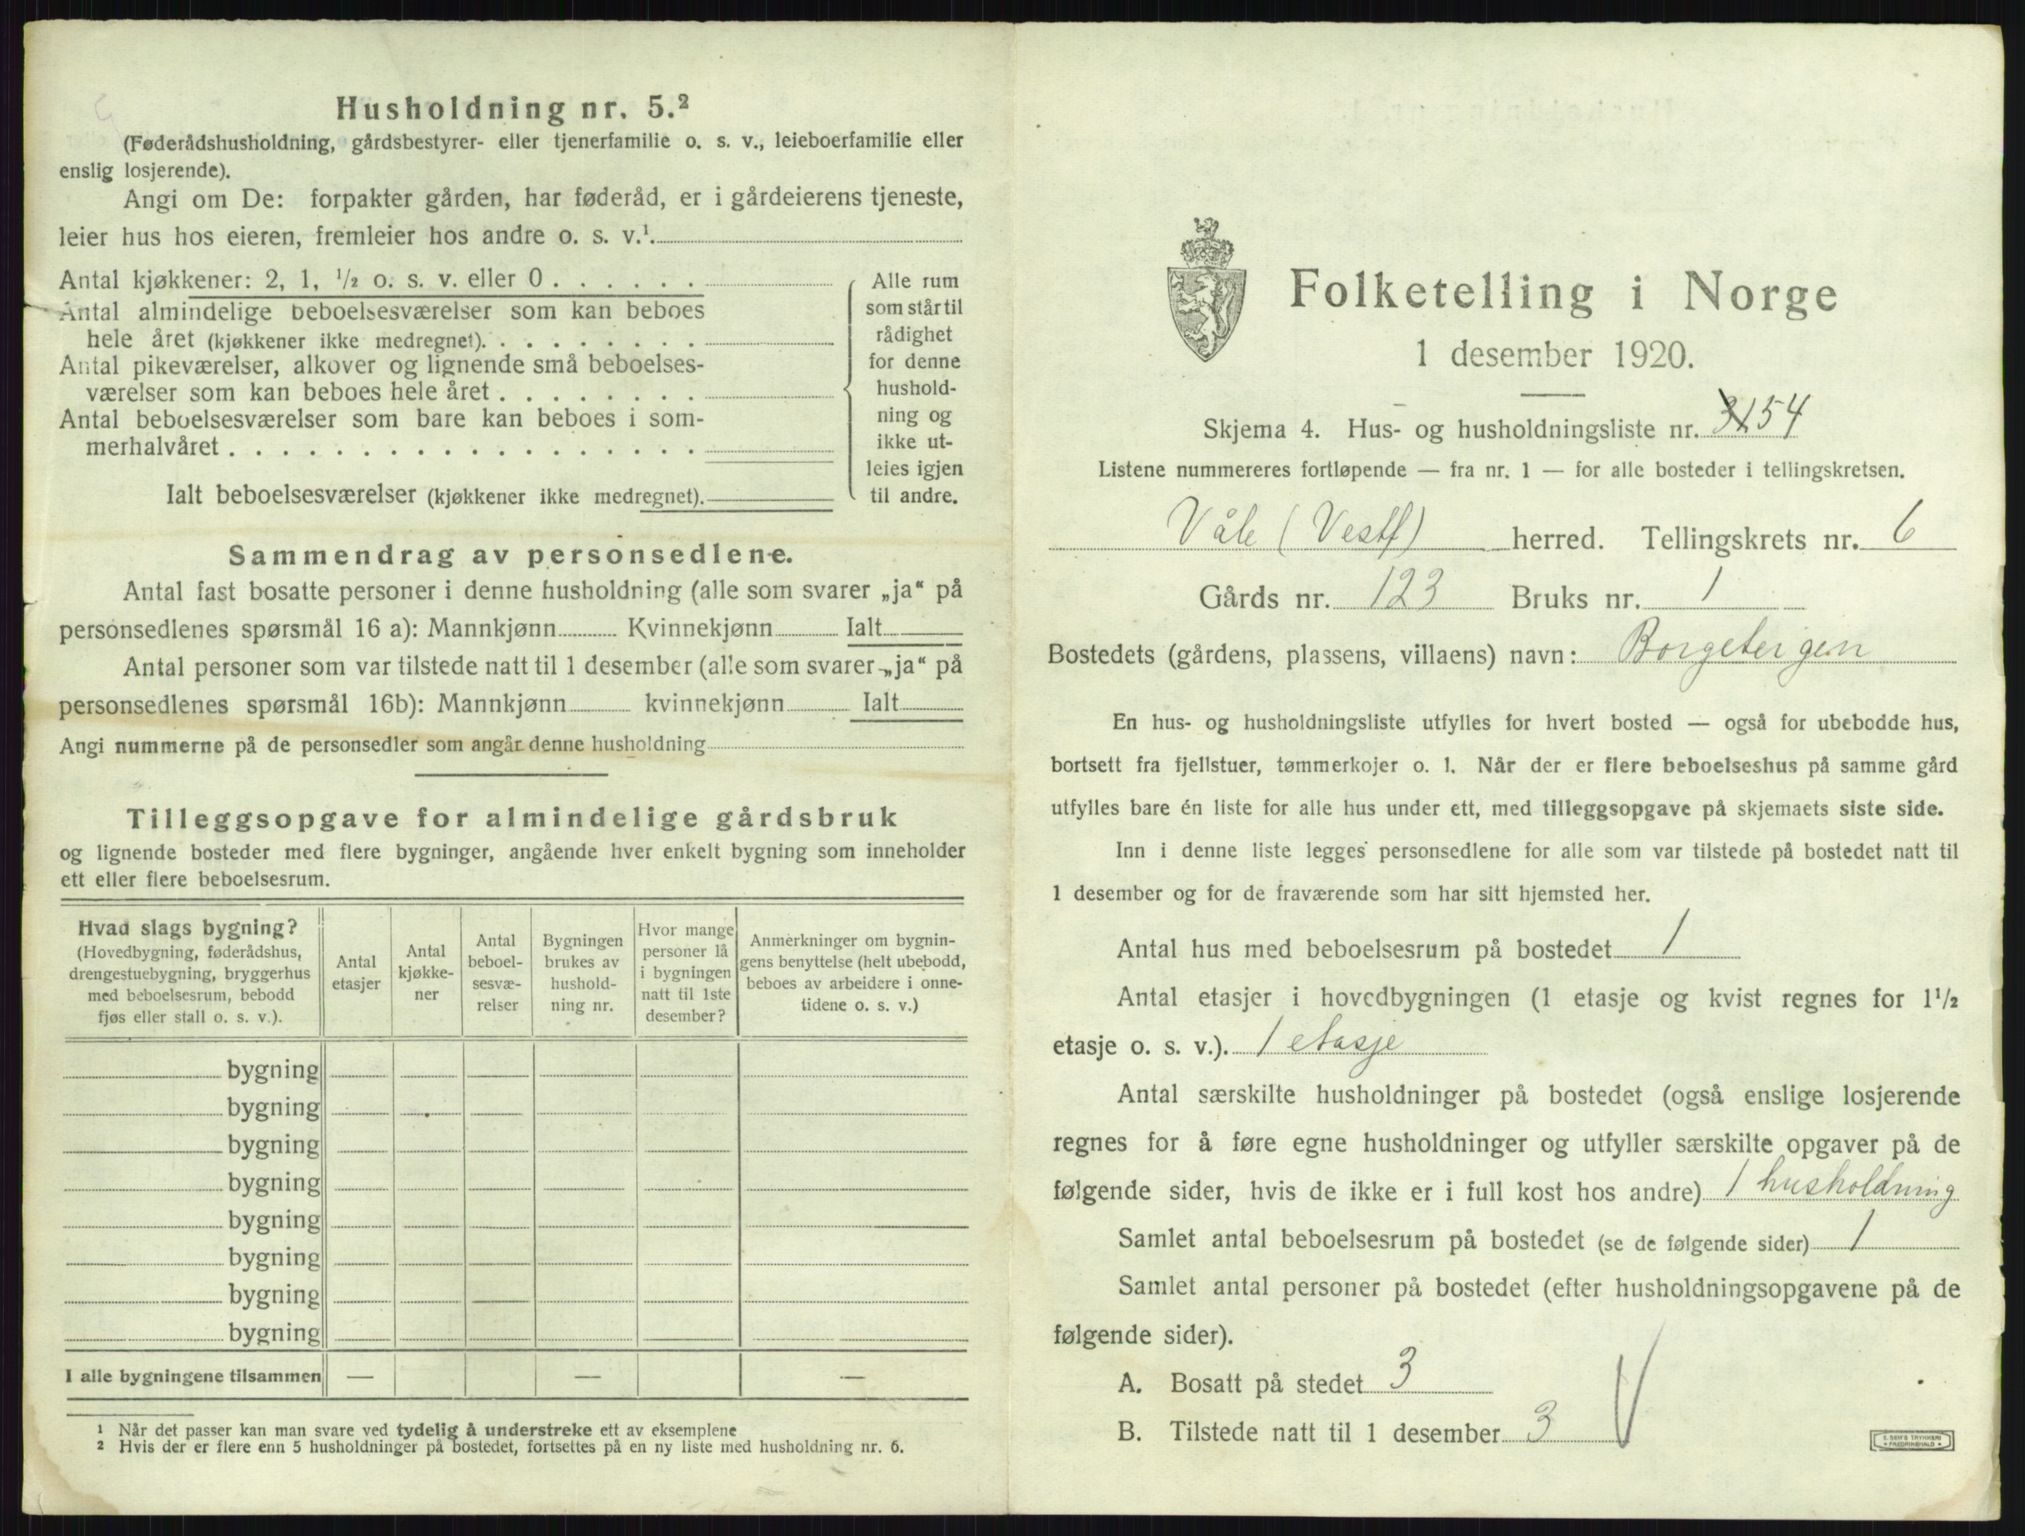 Husholdning nr. 5.²
(Føderådshusholdning, gårdsbestyrer- eller tjenerfamilie o. s. v., leieboerfamilie eller
enslig losjerende).
Angi om De: forpakter gården, har føderåd, er i gårdeierens tjeneste,
leier hus hos eieren, fremleier hos andre o. s. v.¹
Antal kjøkkener: 2, 1, ½ o. s. v. eller 0 . . . . . .
Antal almindelige beboelsesværelser som kan beboes
hele året (kjøkkener ikke medregnet). . . . . . . . .
Antal pikeværelser, alkover og lignende små beboelses-
værelser som kan beboes hele året . . . . . . . .
Antal beboelsesværelser som bare kan beboes i som-
merhalvåret . . . . . . . . . . . . . . . . . .
Ialt beboelsesværelser (kjøkkener ikke medregnet).
Alle rum
som står til
rådighet
for denne
hushold-
ning og
ikke ut-
leies igjen
til andre.
Sammendrag av personsedlene.
Antal fast bosatte personer i denne husholdning (alle som svarer „ja“ på
personsedlenes spørsmål 16 a): Mannkjønn Kvinnekjønn Ialt
Antal personer som var tilstede natt til 1 desember (alle som svarer „ja“ på
personsedlenes spørsmål 16b): Mannkjønn kvinnekjønn Ialt
Angi nummerne på de personsedler som angår denne husholdning
Tilleggsopgave for almindelige gårdsbruk
og lignende bosteder med flere bygninger, angående hver enkelt bygning som inneholder
ett eller flere beboelsesrum.
Hvad slags bygning?
(Hovedbygning, føderådshus,
drengestuebygning, bryggerhus
med beboelsesrum, bebodd
fjøs eller stall o. s. v.).
Antal
etasjer
Antal
kjøkke-
ner
Antal
beboel-
sesvæ-
relser
Bygningen
brukes av
hushold-
ning nr.
Hvor mange
personer lå
i bygningen
natt til 1ste
desember?
Anmerkninger om bygnin-
gens benyttelse (helt ubebodd,
beboes av arbeidere i onne-
tidene o. s. v.)
bygning
bygning
bygning
bygning
bygning
bygning
bygning
bygning
I alle bygningene tilsammen — — —
¹ Når det passer kan man svare ved tydelig å understreke ett av eksemplene
² Hvis der er flere enn 5 husholdninger på bostedet, fortsettes på en ny liste med husholdning nr. 6.
Folketelling i Norge
1 desember 1920.
Skjema 4. Hus- og husholdningsliste nr. 54
Listene nummereres fortløpende — fra nr. 1 — for alle bosteder i tellingskretsen.
Våle (Vestf) herred. Tellingskrets nr. 6
Gårds nr. 123 Bruks nr. 1
Bostedets (gårdens, plassens, villaens) navn: Borgebergen
En hus- og husholdningsliste utfylles for hvert bosted — også for ubebodde hus,
bortsett fra fjellstuer, tømmerkojer o. l. Når der er flere beboelseshus på samme gård
utfylles bare én liste for alle hus under ett, med tilleggsopgave på skjemaets siste side.
Inn i denne liste legges personsedlene for alle som var tilstede på bostedet natt til
1 desember og for de fraværende som har sitt hjemsted her.
Antal hus med beboelsesrum på bostedet 1
Antal etasjer i hovedbygningen (1 etasje og kvist regnes for 1½
etasje o. s. v.). 1 etasje
Antal særskilte husholdninger på bostedet (også enslige losjerende
regnes for å føre egne husholdninger og utfyller særskilte opgaver på de
følgende sider, hvis de ikke er i full kost hos andre) 1 husholdning
Samlet antal beboelsesrum på bostedet (se de følgende sider) 1
Samlet antal personer på bostedet (efter husholdningsopgavene på de
følgende sider).
A. Bosatt på stedet 3
B. Tilstede natt til 1 desember 3
E. SEM'S TRYKKERI
FREDRIKSHALD